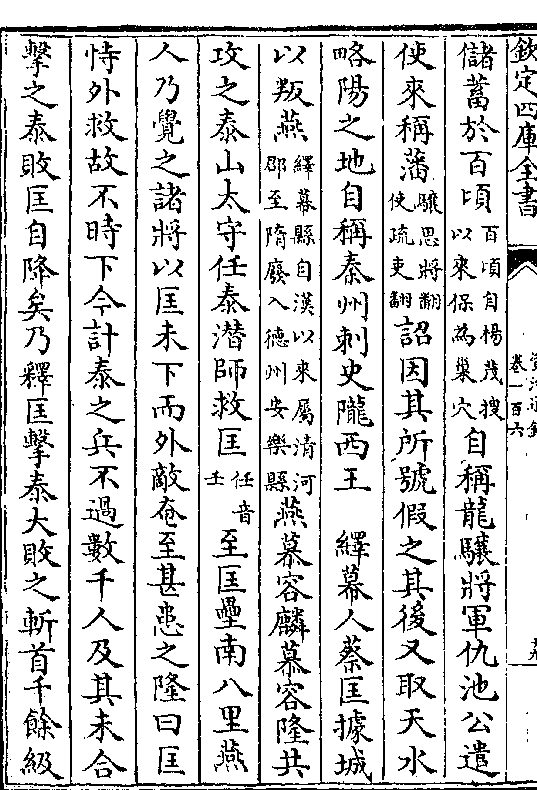 欽定四庫全書
卷一百六
儲蓄於百頃百頃自楊茂搜以來保為巢穴自稱龍驤將軍仇池公遣
使來稱藩驤思將翻使疏吏翻詔因其所號假之其後又取天水
略陽之地自稱秦州刺史隴西王 繹幕人蔡匡據城
以叛燕繹幕縣自漢以來屬清河郡至隋廢入德州安樂縣燕慕容麟慕容隆共
攻之泰山太守任泰潛師救匡任音壬至匡壘南八里燕
人乃覺之諸將以匡未下而外敵奄至甚患之隆曰匡
恃外救故不時下今計泰之兵不過數千人及其未合
擊之泰敗匡自降矣乃釋匡擊泰大敗之斬首千餘級